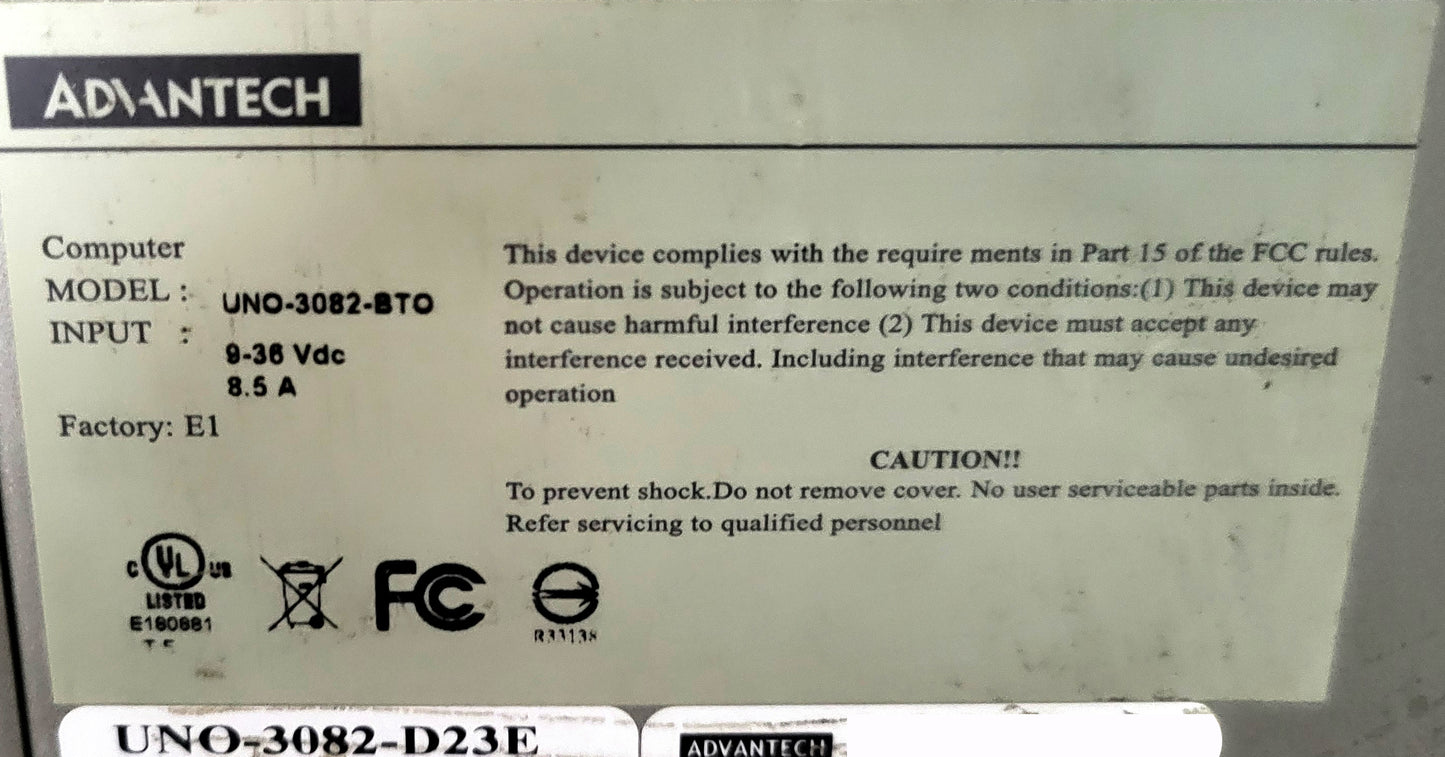 ADVANTECH
Computer
MODEL : UNO-3082-BTO
INPUT : 9-36 Vdc
8.5 A
Factory: E1
This device complies with the require ments in Part 15 of the FCC rules.
Operation is subject to the following two conditions:(1) This device may
not cause harmful interference (2) This device must accept any
interference received. Including interference that may cause undesired
operation
CAUTION!!
To prevent shock.Do not remove cover. No user serviceable parts inside.
Refer servicing to qualified personnel
C UL US
LISTED
E180881
FC
R33138
UNO-3082-D23E
ADVANTECH